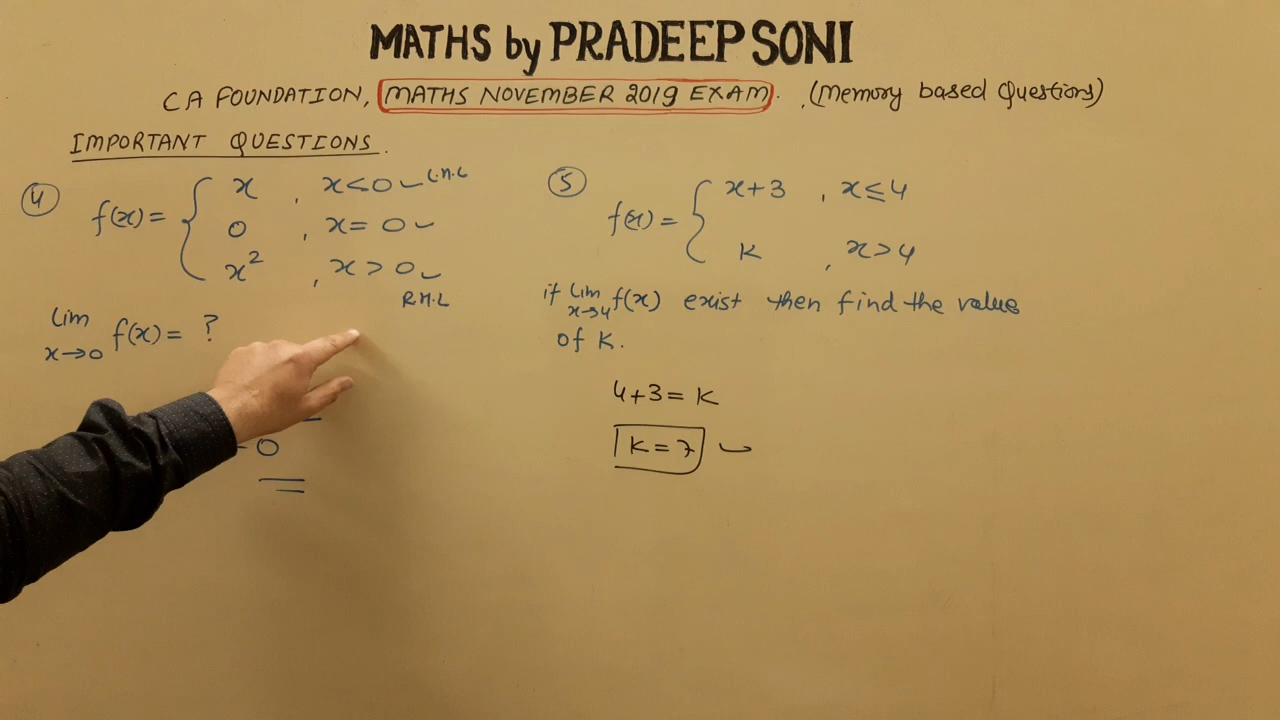 MATHS by PRADEEP SONI
CA FOUNDATION, MATHS NOVEMBER 2019 EXAM. (Memory based Questions)
IMPORTANT QUESTIONS.
4
f(x) = { x , x<0 L.H.L
0 , x = 0
x² , x > 0
R.H.L
lim x→0 f(x) = ?
0
5
f(x) = { x+3 , x≤4
k , x>4
if lim x→4 f(x) exist then find the value
of k.
4+3 = k
k = 7